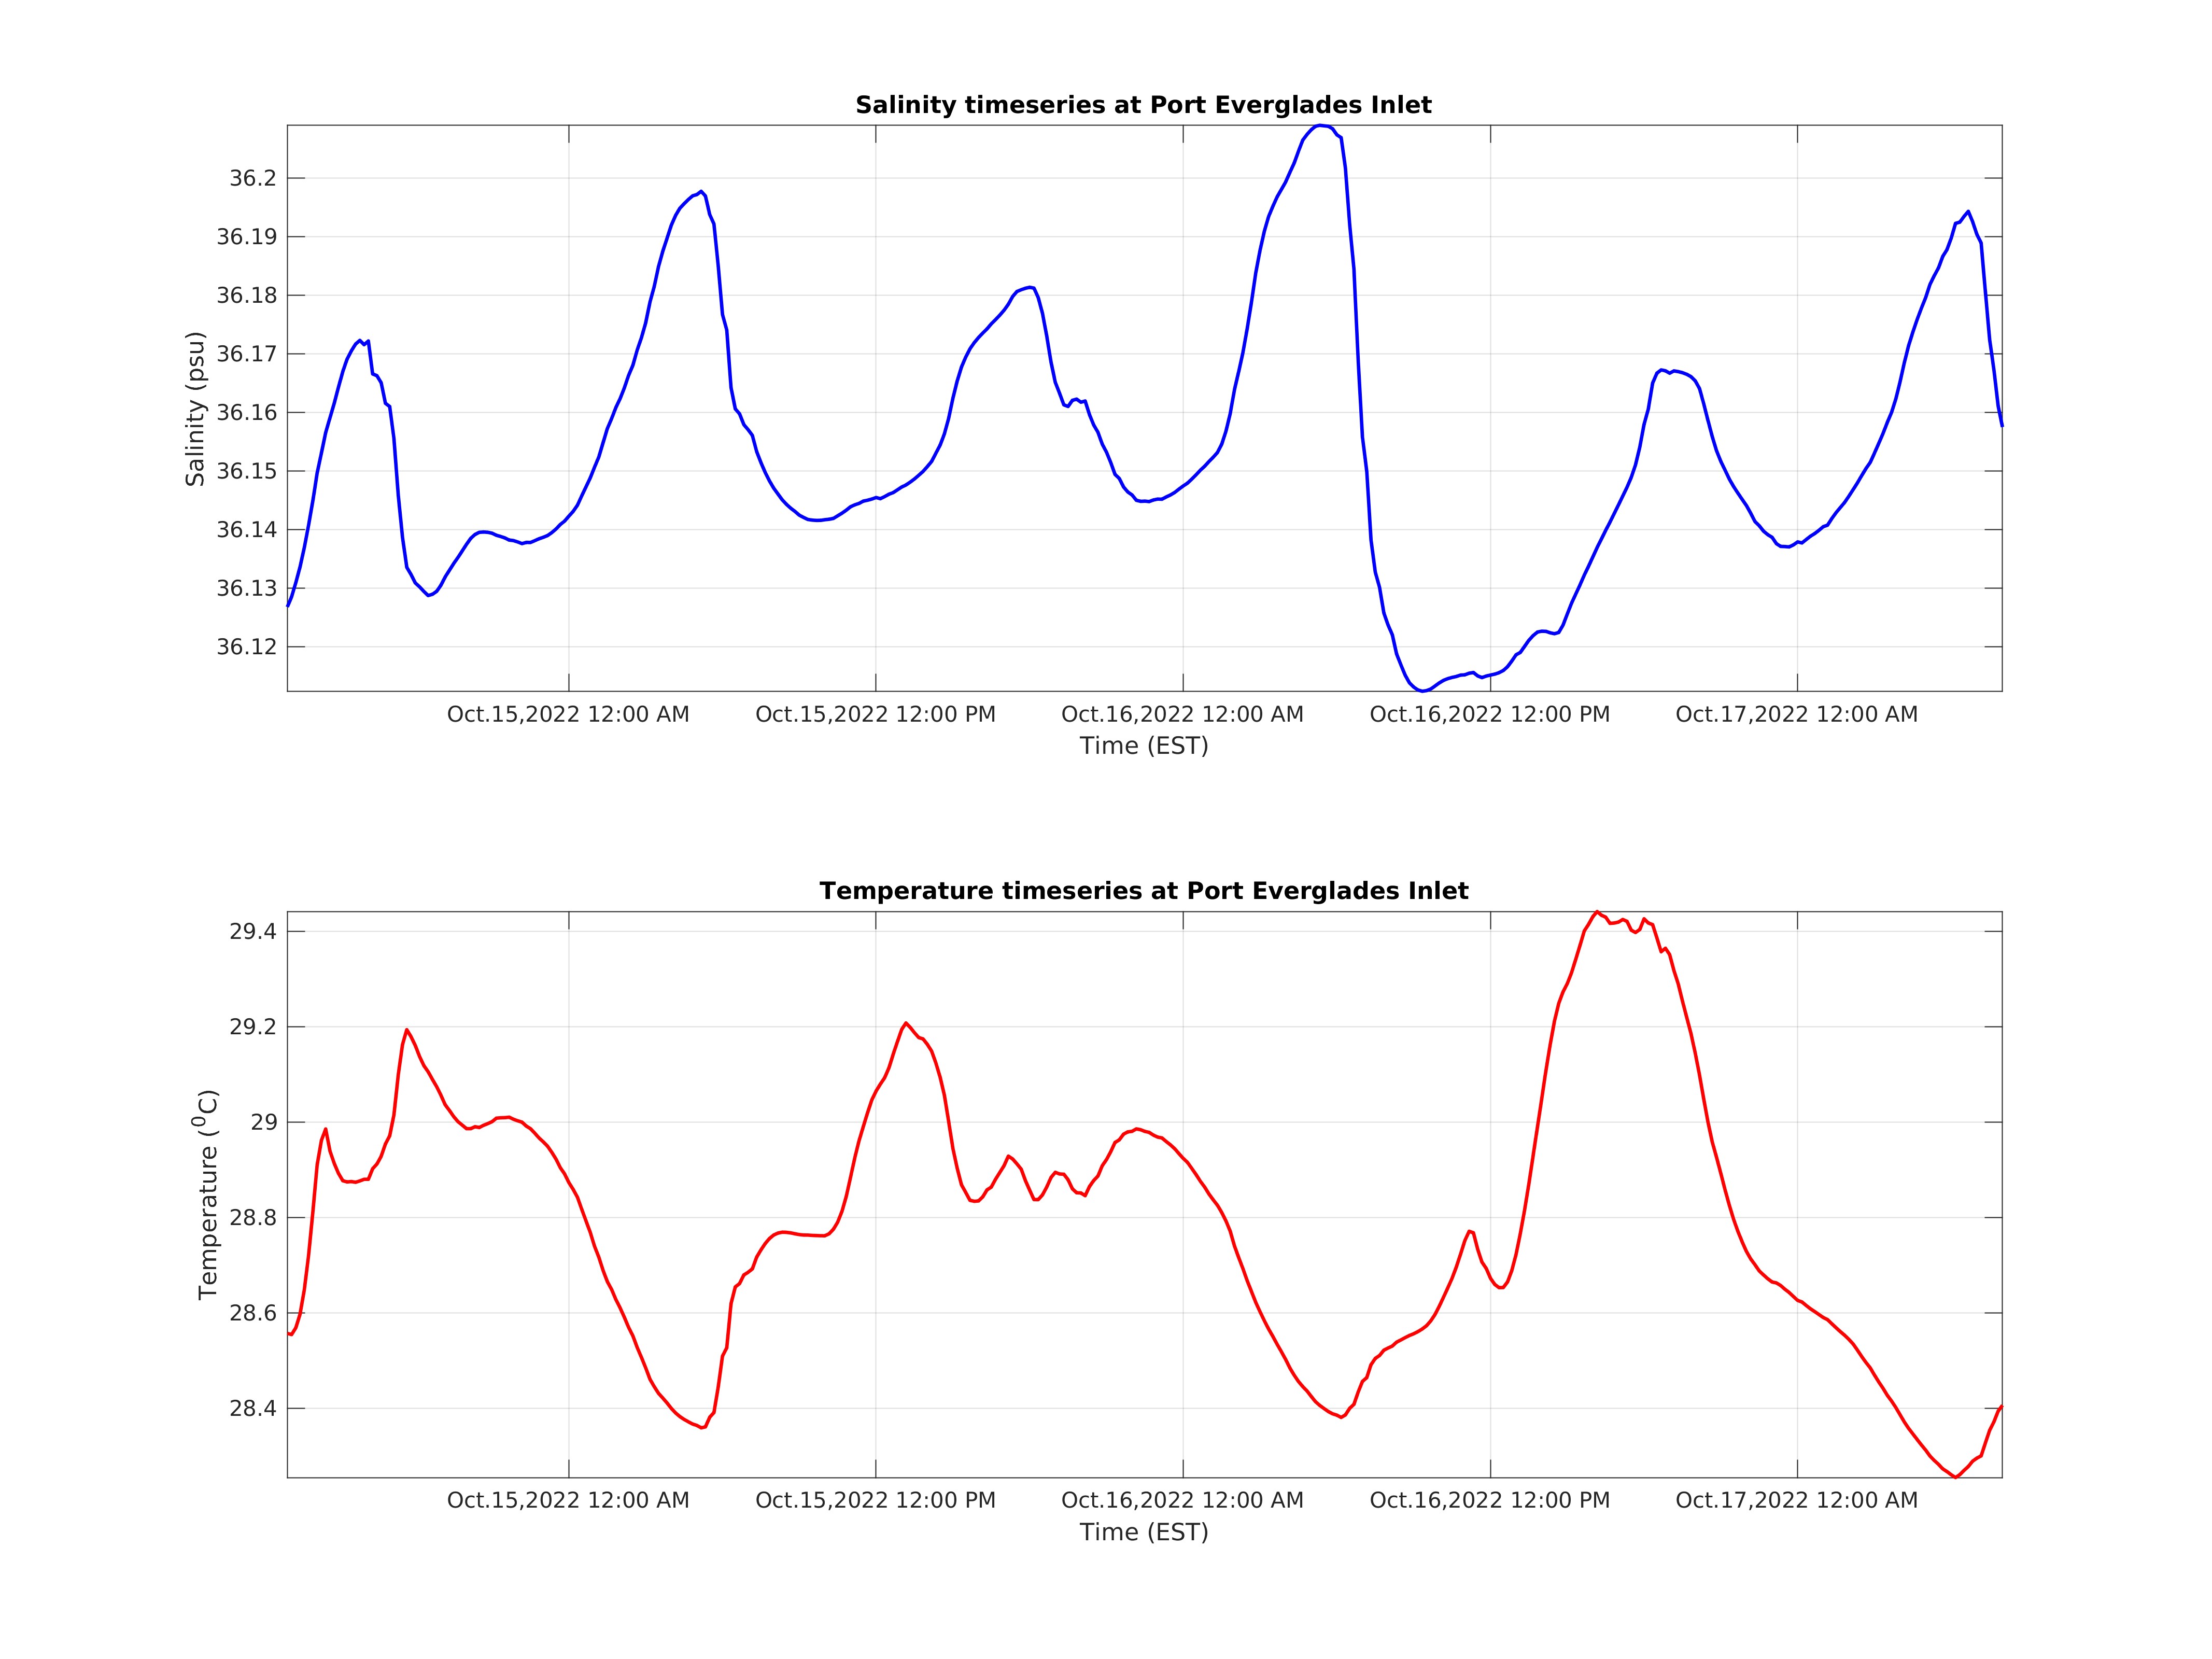 Salinity timeseries at Port Everglades Inlet
36.2
36.19
36.18
36.17
36.16
36.15
36.14
36.13
36.12
Salinity (psu)
Oct.15,2022 12:00 AM Oct.15,2022 12:00 PM Oct.16,2022 12:00 AM Oct.16,2022 12:00 PM Oct.17,2022 12:00 AM
Time (EST)
Temperature timeseries at Port Everglades Inlet
29.4
29.2
29
28.8
28.6
28.4
Temperature (⁰C)
Oct.15,2022 12:00 AM Oct.15,2022 12:00 PM Oct.16,2022 12:00 AM Oct.16,2022 12:00 PM Oct.17,2022 12:00 AM
Time (EST)